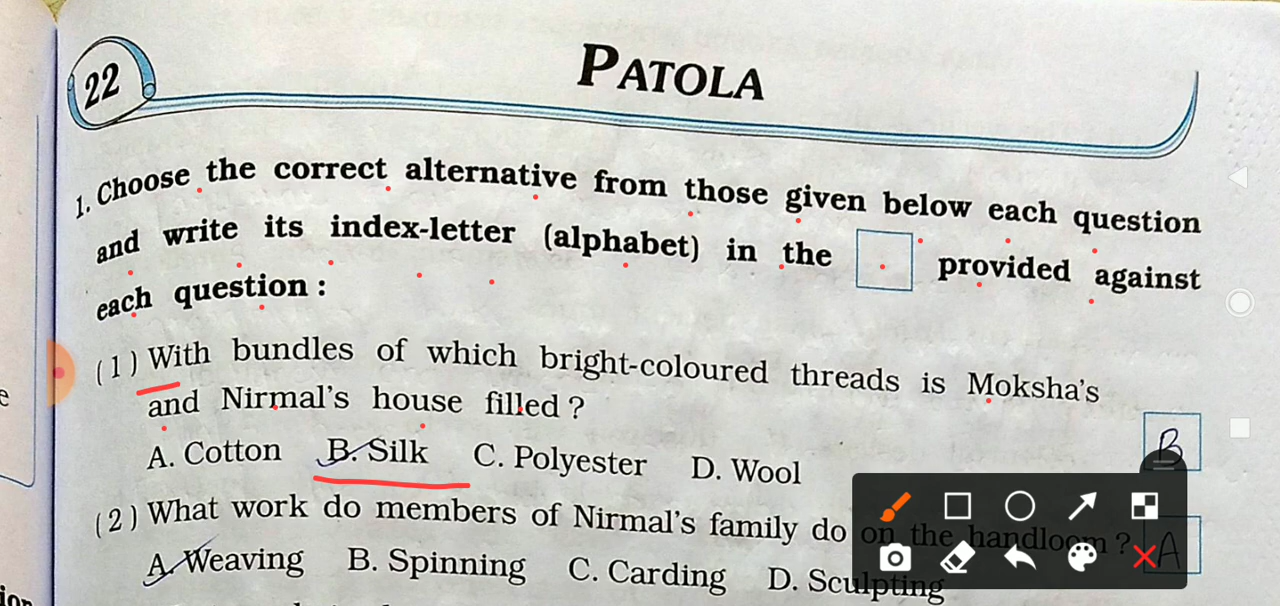 22
PATOLA
1. Choose the correct alternative from those given below each question
and write its index-letter (alphabet) in the provided against
each question :
(1) With bundles of which bright-coloured threads is Moksha's
and Nirmal's house filled ?
B
A. Cotton B. Silk C. Polyester D. Wool
(2) What work do members of Nirmal's family do on the handloom ?
A
A. Weaving B. Spinning C. Carding D. Sculpting